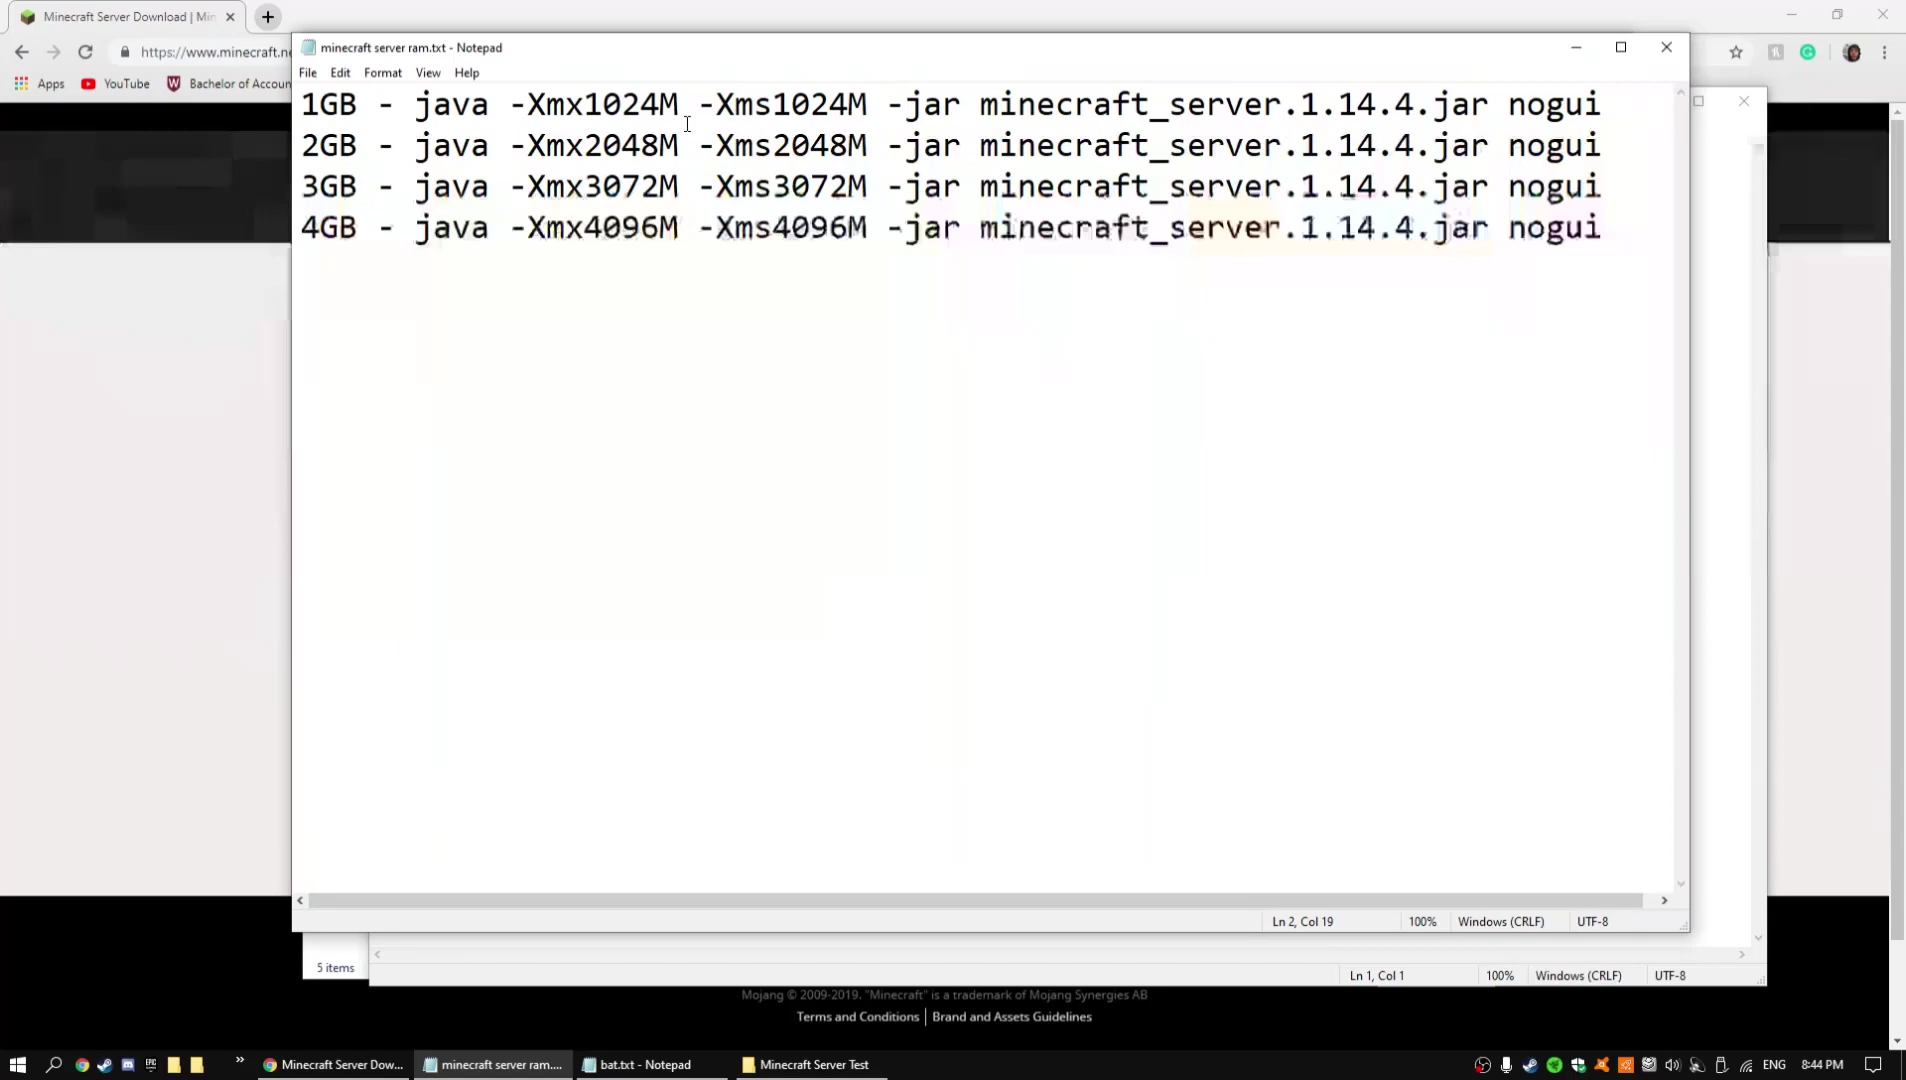 Minecraft Server Download | Min
https://www.minecraft.ne
Apps
YouTube
Bachelor of Accoun
minecraft server ram.txt - Notepad
File Edit Format View Help
1GB - java -Xmx1024M -Xms1024M -jar minecraft_server.1.14.4.jar nogui
2GB - java -Xmx2048M -Xms2048M -jar minecraft_server.1.14.4.jar nogui
3GB - java -Xmx3072M -Xms3072M -jar minecraft_server.1.14.4.jar nogui
4GB - java -Xmx4096M -Xms4096M -jar minecraft_server.1.14.4.jar nogui
Ln 2, Col 19 100% Windows (CRLF) UTF-8
5 items
Ln 1, Col 1 100% Windows (CRLF) UTF-8
Mojang © 2009-2019. "Minecraft" is a trademark of Mojang Synergies AB
Terms and Conditions | Brand and Assets Guidelines
EPIC
Minecraft Server Dow...
minecraft server ram....
bat.txt - Notepad
Minecraft Server Test
ENG
8:44 PM